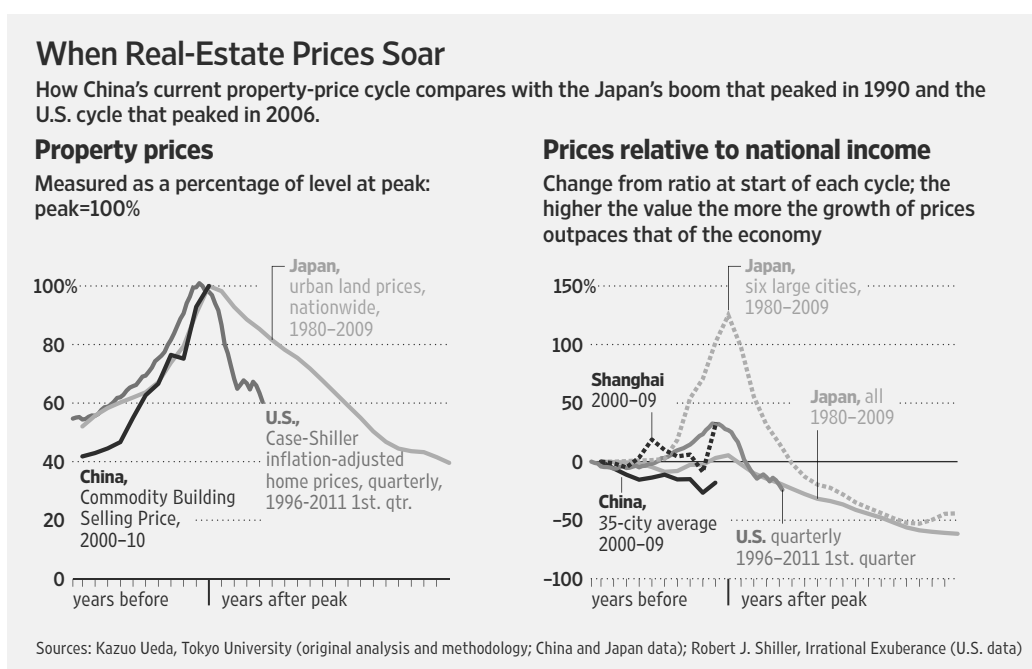 When Real-Estate Prices Soar
How China's current property-price cycle compares with the Japan's boom that peaked in 1990 and the
U.S. cycle that peaked in 2006.
Property prices
Measured as a percentage of level at peak:
peak=100%
100%
80
60
40
20
0
Japan,
urban land prices,
nationwide,
1980–2009
U.S.,
Case-Shiller
inflation-adjusted
home prices, quarterly,
1996-2011 1st. qtr.
China,
Commodity Building
Selling Price,
2000–10
years before
years after peak
Prices relative to national income
Change from ratio at start of each cycle; the
higher the value the more the growth of prices
outpaces that of the economy
150%
100
50
0
–50
–100
Japan,
six large cities,
1980–2009
Shanghai
2000–09
Japan, all
1980–2009
China,
35-city average
2000–09
U.S. quarterly
1996–2011 1st. quarter
years before
years after peak
Sources: Kazuo Ueda, Tokyo University (original analysis and methodology; China and Japan data); Robert J. Shiller, Irrational Exuberance (U.S. data)